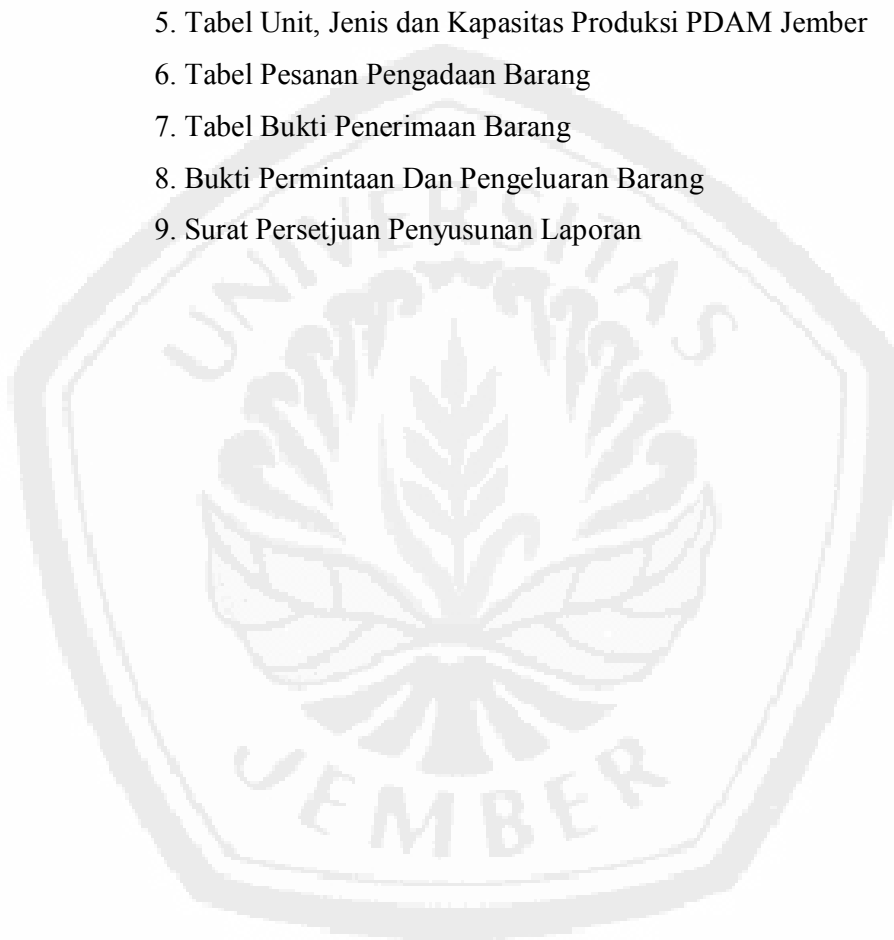 5. Tabel Unit, Jenis dan Kapasitas Produksi PDAM Jember
6. Tabel Pesanan Pengadaan Barang
7. Tabel Bukti Penerimaan Barang
8. Bukti Permintaan Dan Pengeluaran Barang
9. Surat Persetjuan Penyusunan Laporan
UNIVERSITAS
JEMBER